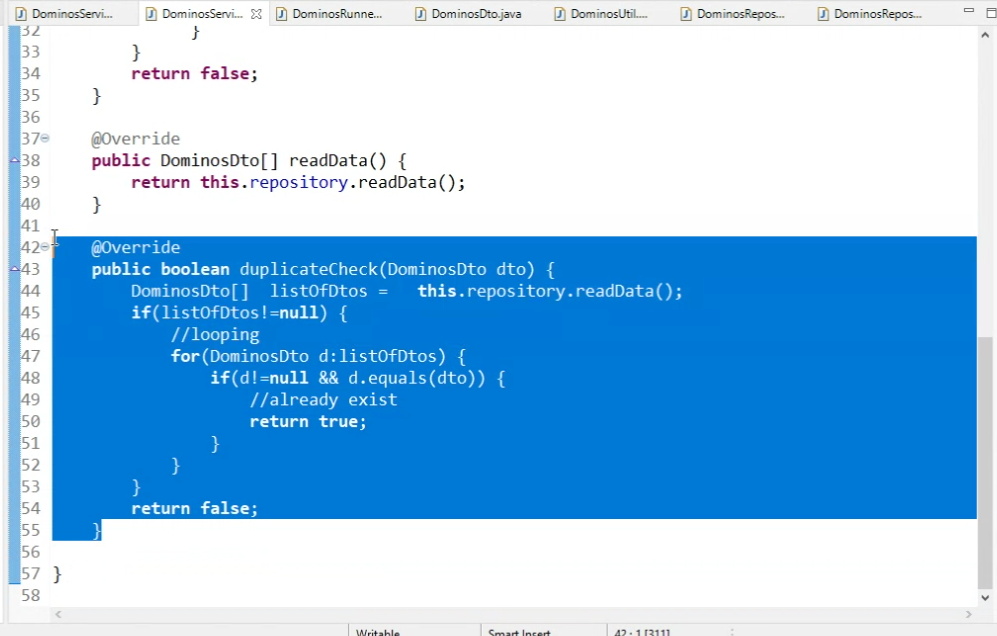 DominosServi... DominosServi... DominosRunne... DominosDto.java DominosUtil.... DominosRepos... DominosRepos...
32 }
33 }
34 return false;
35 }
36
37 @Override
38 public DominosDto[] readData() {
39 return this.repository.readData();
40 }
41
42 @Override
43 public boolean duplicateCheck(DominosDto dto) {
44 DominosDto[] listOfDtos = this.repository.readData();
45 if(listOfDtos!=null) {
46 //looping
47 for(DominosDto d:listOfDtos) {
48 if(d!=null && d.equals(dto)) {
49 //already exist
50 return true;
51 }
52 }
53 }
54 return false;
55 }
56
57 }
58
Writable Smart Insert 42 : 1 [311]